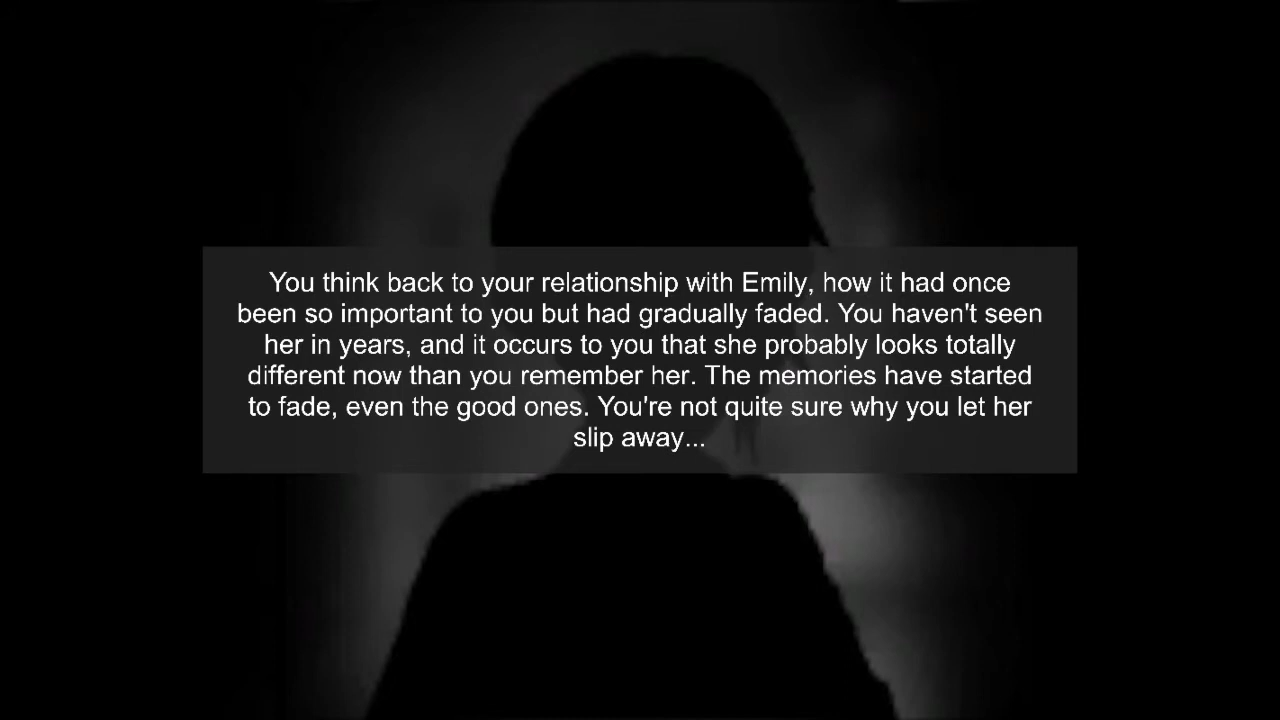 You think back to your relationship with Emily, how it had once
been so important to you but had gradually faded. You haven't seen
her in years, and it occurs to you that she probably looks totally
different now than you remember her. The memories have started
to fade, even the good ones. You're not quite sure why you let her
slip away...